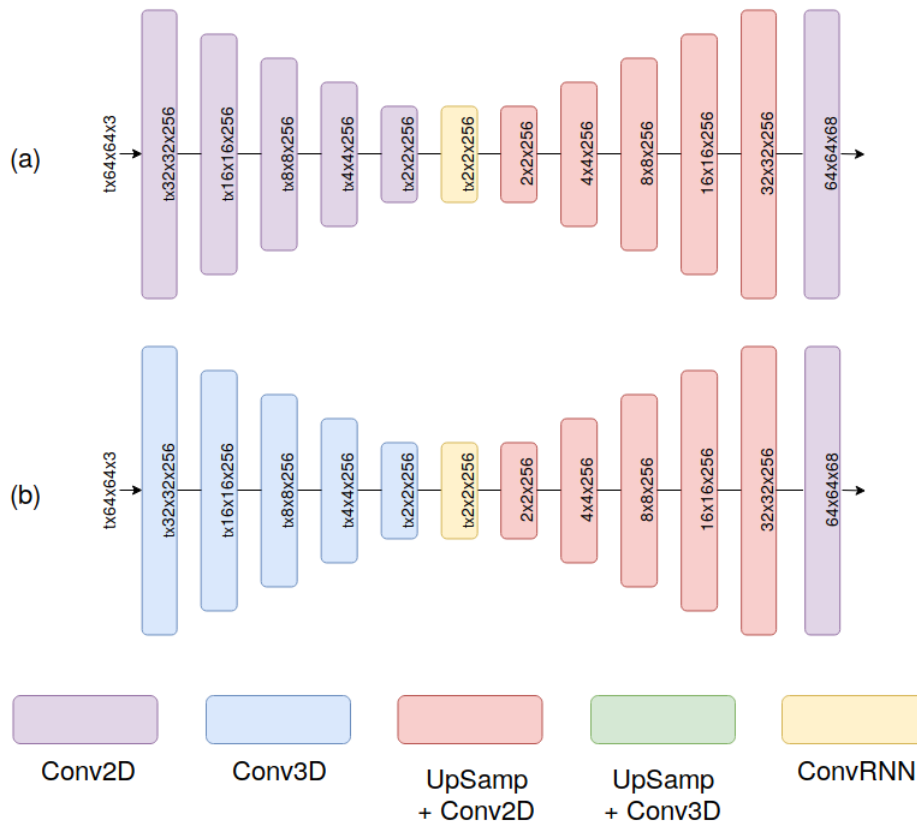 (a)
tx64x64x3
tx32x32x256
tx16x16x256
tx8x8x256
tx4x4x256
tx2x2x256
tx2x2x256
2x2x256
4x4x256
8x8x256
16x16x256
32x32x256
64x64x68
(b)
tx64x64x3
tx32x32x256
tx16x16x256
tx8x8x256
tx4x4x256
tx2x2x256
tx2x2x256
2x2x256
4x4x256
8x8x256
16x16x256
32x32x256
64x64x68
Conv2D
Conv3D
UpSamp
+ Conv2D
UpSamp
+ Conv3D
ConvRNN